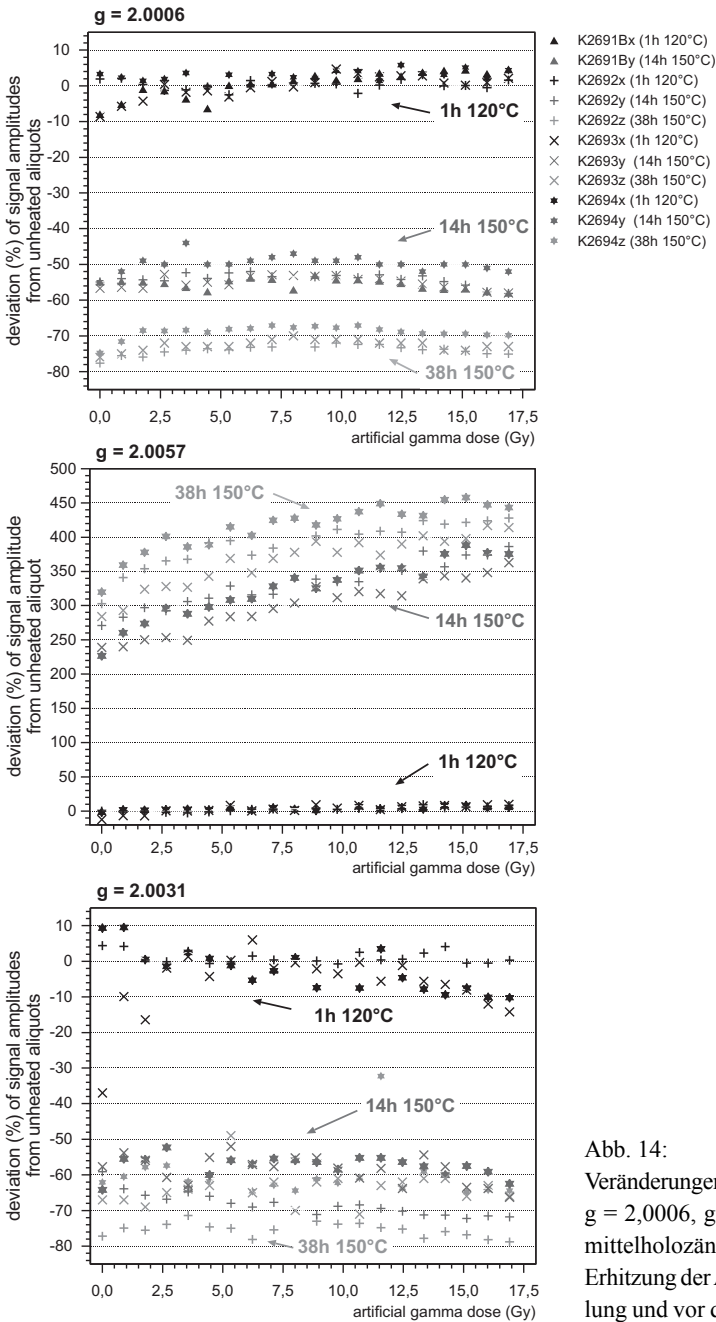 g = 2.0006
deviation (%) of signal amplitudes
from unheated aliquots
10
0
-10
-20
-30
-40
-50
-60
-70
-80
1h 120°C
14h 150°C
38h 150°C
0,0 2,5 5,0 7,5 10,0 12,5 15,0 17,5
artificial gamma dose (Gy)
K2691Bx (1h 120°C)
K2691By (14h 150°C)
K2692x (1h 120°C)
K2692y (14h 150°C)
K2692z (38h 150°C)
K2693x (1h 120°C)
K2693y (14h 150°C)
K2693z (38h 150°C)
K2694x (1h 120°C)
K2694y (14h 150°C)
K2694z (38h 150°C)
g = 2.0057
deviation (%) of signal amplitude
from unheated aliquot
500
450
400
350
300
250
200
150
100
50
0
38h 150°C
14h 150°C
1h 120°C
0,0 2,5 5,0 7,5 10,0 12,5 15,0 17,5
artificial gamma dose (Gy)
g = 2.0031
deviation (%) of signal amplitudes
from unheated aliquots
10
0
-10
-20
-30
-40
-50
-60
-70
-80
1h 120°C
14h 150°C
38h 150°C
0,0 2,5 5,0 7,5 10,0 12,5 15,0 17,5
artificial gamma dose (Gy)
Abb. 14:
Veränderungen
g = 2,0006, g
mittelholozän
Erhitzung der
lung und vor d